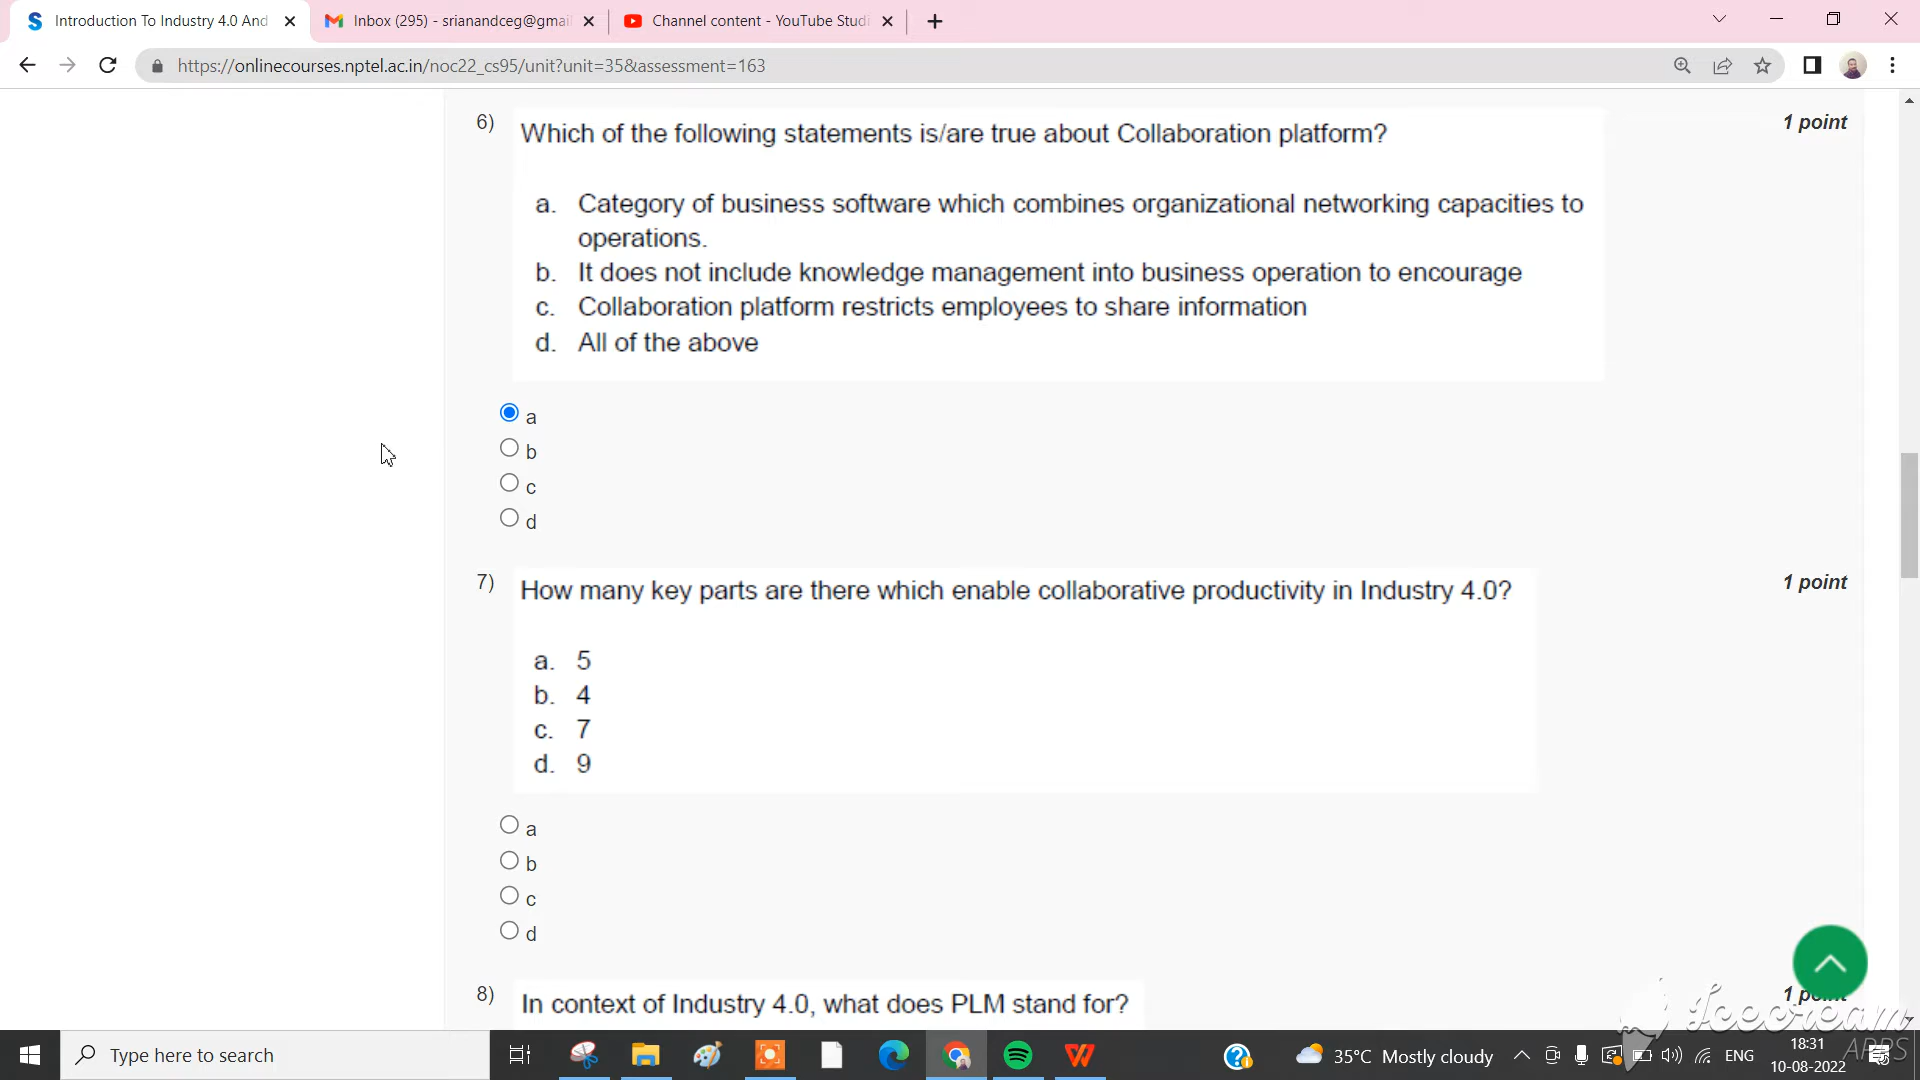 Introduction To Industry 4.0 And
Inbox (295) - srianandceg@gmai
Channel content - YouTube Studi
https://onlinecourses.nptel.ac.in/noc22_cs95/unit?unit=35&assessment=163
6) Which of the following statements is/are true about Collaboration platform? 1 point
a. Category of business software which combines organizational networking capacities to
operations.
b. It does not include knowledge management into business operation to encourage
c. Collaboration platform restricts employees to share information
d. All of the above
a
b
c
d
7) How many key parts are there which enable collaborative productivity in Industry 4.0? 1 point
a. 5
b. 4
c. 7
d. 9
a
b
c
d
8) In context of Industry 4.0, what does PLM stand for? 1 point
Icecream
APPS
Type here to search
35°C Mostly cloudy
ENG
18:31
10-08-2022